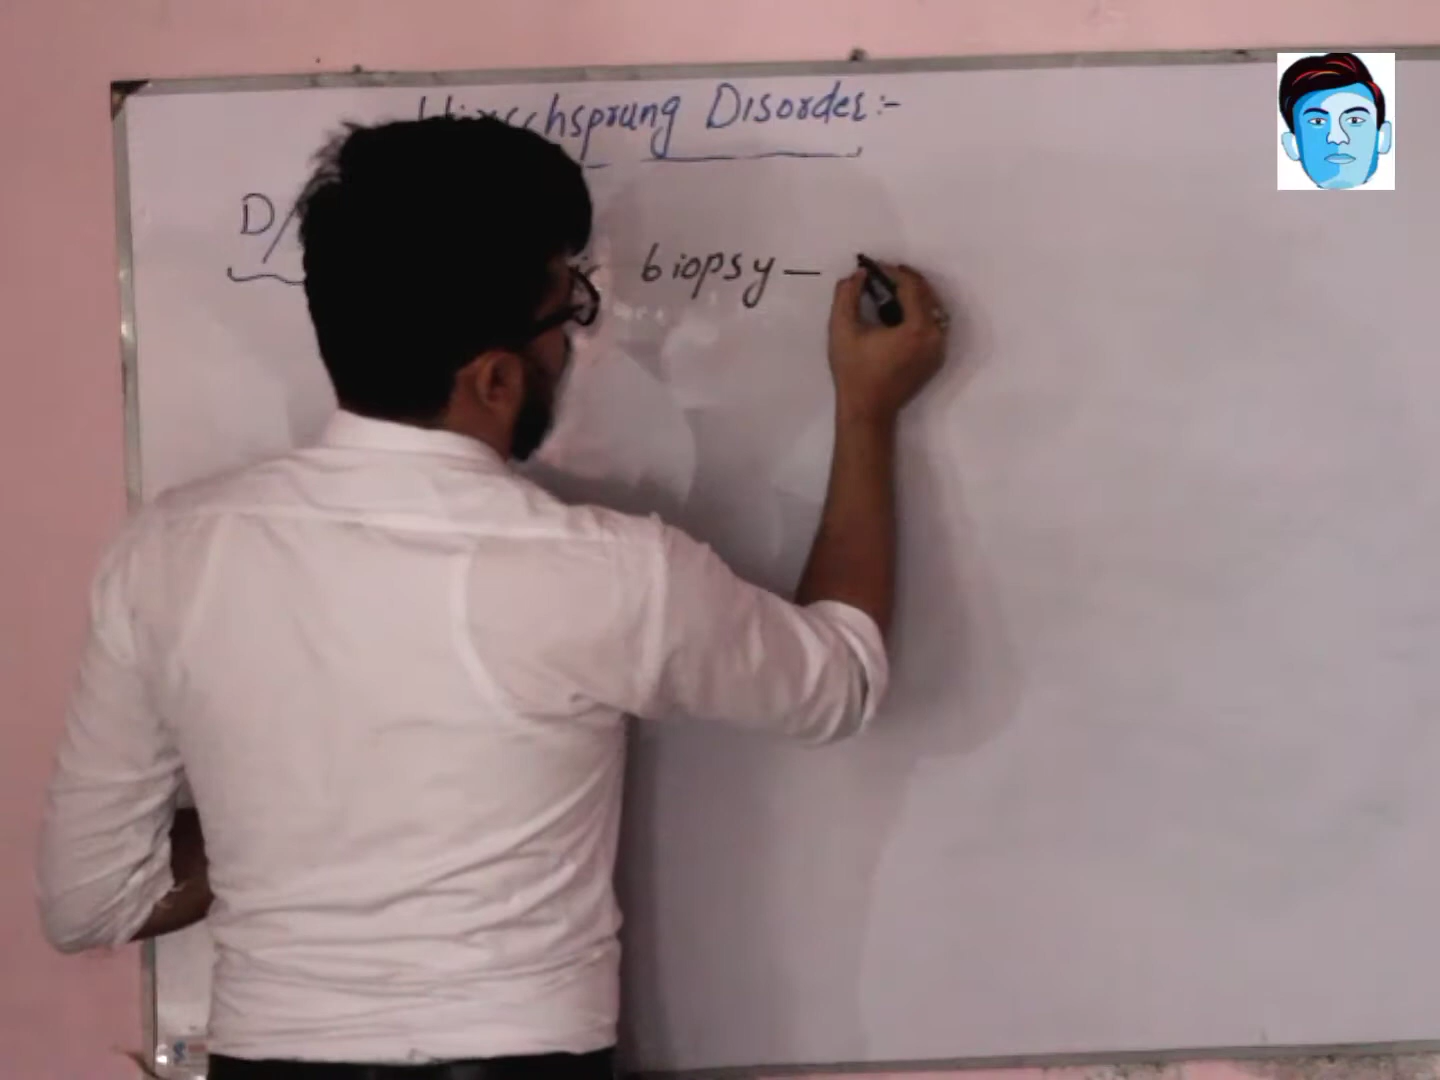 Hirschsprung Disorder:-
D/
biopsy —